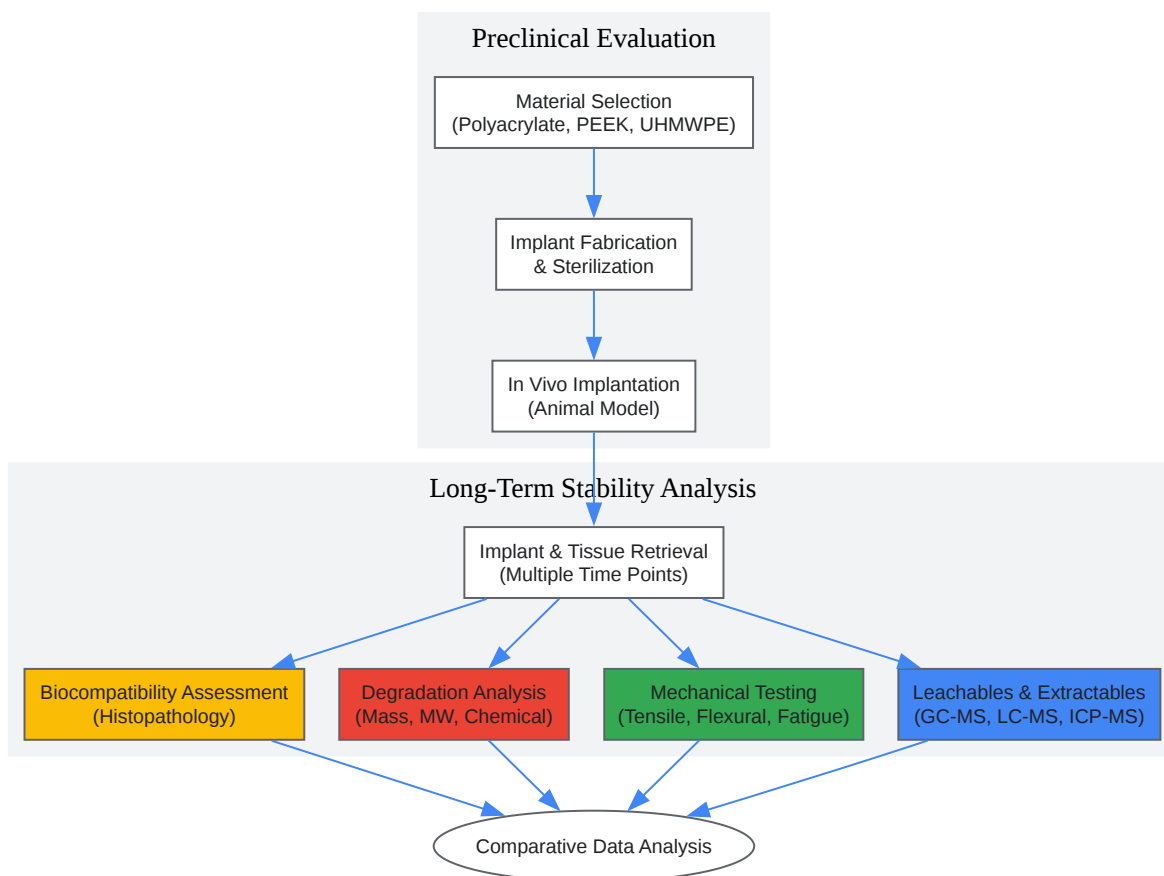 Preclinical Evaluation
Material Selection
(Polyacrylate, PEEK, UHMWPE)
Implant Fabrication
& Sterilization
In Vivo Implantation
(Animal Model)
Long-Term Stability Analysis
Implant & Tissue Retrieval
(Multiple Time Points)
Biocompatibility Assessment
(Histopathology)
Degradation Analysis
(Mass, MW, Chemical)
Mechanical Testing
(Tensile, Flexural, Fatigue)
Leachables & Extractables
(GC-MS, LC-MS, ICP-MS)
Comparative Data Analysis